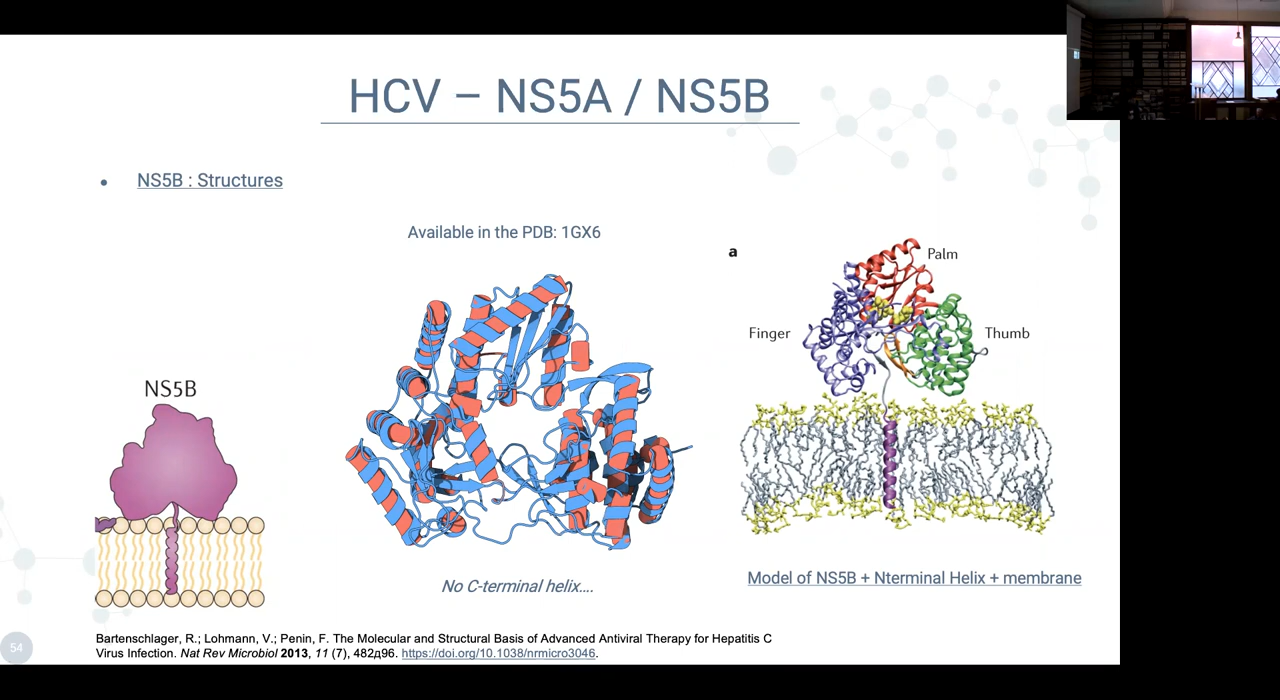 HCV – NS5A / NS5B
• NS5B : Structures
Available in the PDB: 1GX6
a
Palm
Finger
Thumb
NS5B
No C-terminal helix....
Model of NS5B + Nterminal Helix + membrane
54
Bartenschlager, R.; Lohmann, V.; Penin, F. The Molecular and Structural Basis of Advanced Antiviral Therapy for Hepatitis C
Virus Infection. Nat Rev Microbiol 2013, 11 (7), 482д96. https://doi.org/10.1038/nrmicro3046.